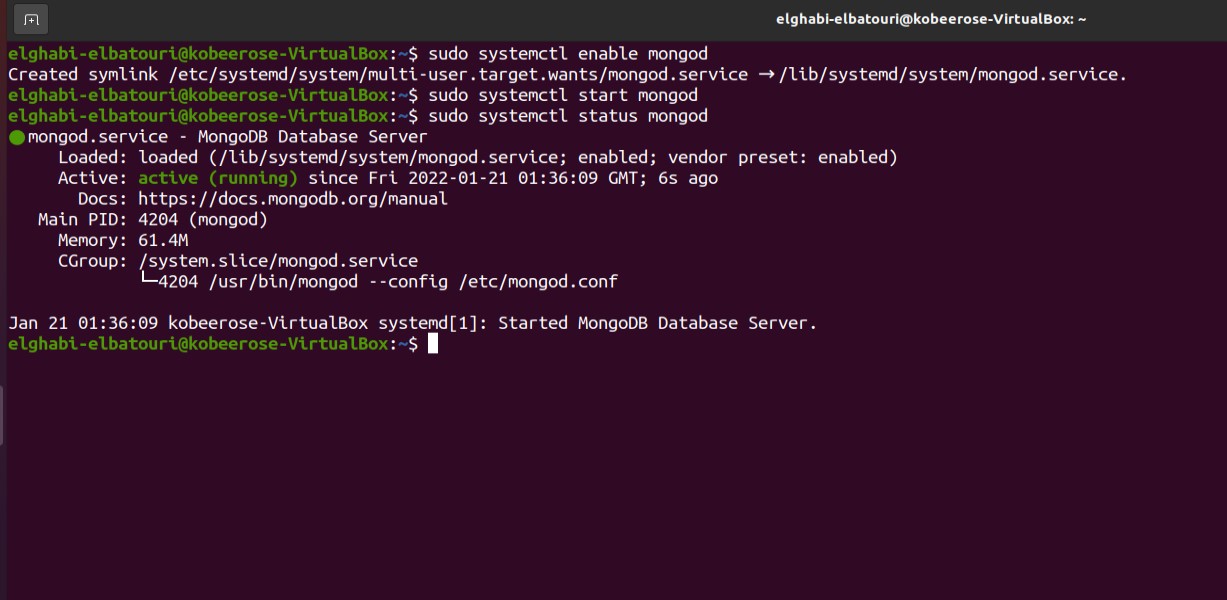 elghabi-elbatouri@kobeerose-VirtualBox: ~
elghabi-elbatouri@kobeerose-VirtualBox:~$ sudo systemctl enable mongod
Created symlink /etc/systemd/system/multi-user.target.wants/mongod.service → /lib/systemd/system/mongod.service.
elghabi-elbatouri@kobeerose-VirtualBox:~$ sudo systemctl start mongod
elghabi-elbatouri@kobeerose-VirtualBox:~$ sudo systemctl status mongod
● mongod.service - MongoDB Database Server
Loaded: loaded (/lib/systemd/system/mongod.service; enabled; vendor preset: enabled)
Active: active (running) since Fri 2022-01-21 01:36:09 GMT; 6s ago
Docs: https://docs.mongodb.org/manual
Main PID: 4204 (mongod)
Memory: 61.4M
CGroup: /system.slice/mongod.service
└─4204 /usr/bin/mongod --config /etc/mongod.conf
Jan 21 01:36:09 kobeerose-VirtualBox systemd[1]: Started MongoDB Database Server.
elghabi-elbatouri@kobeerose-VirtualBox:~$